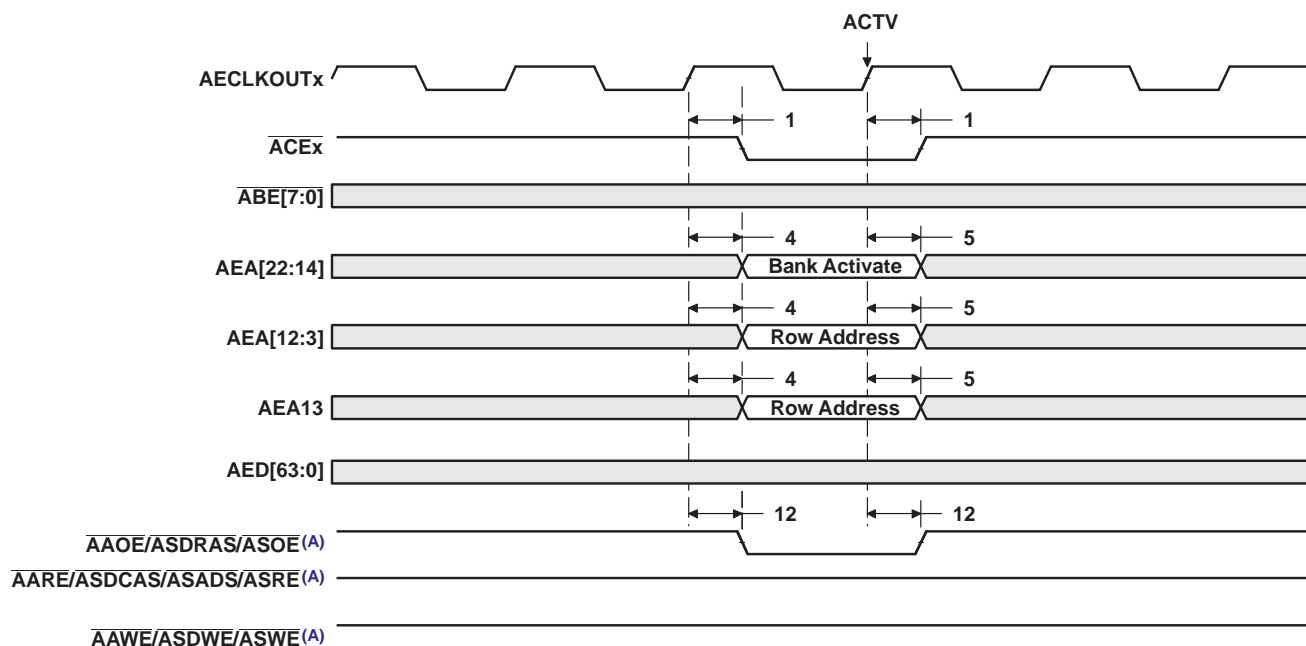 ACTV
AECLKOUTx
1 1
ACEx
ABE[7:0]
4 5
AEA[22:14] Bank Activate
4 5
AEA[12:3] Row Address
4 5
AEA13 Row Address
AED[63:0]
12 12
AAOE/ASDRAS/ASOE(A)
AARE/ASDCAS/ASADS/ASRE(A)
AAWE/ASDWE/ASWE(A)